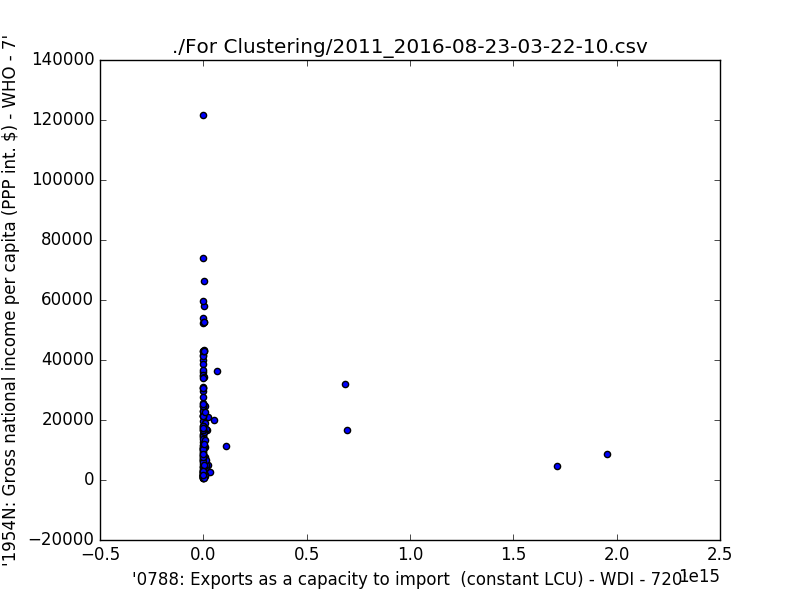 ./For Clustering/2011_2016-08-23-03-22-10.csv
'1954N: Gross national income per capita (PPP int. $) - WHO - 7'
140000
120000
100000
80000
60000
40000
20000
0
−20000
−0.5 0.0 0.5 1.0 1.5 2.0 2.5
1e15
'0788: Exports as a capacity to import  (constant LCU) - WDI - 720